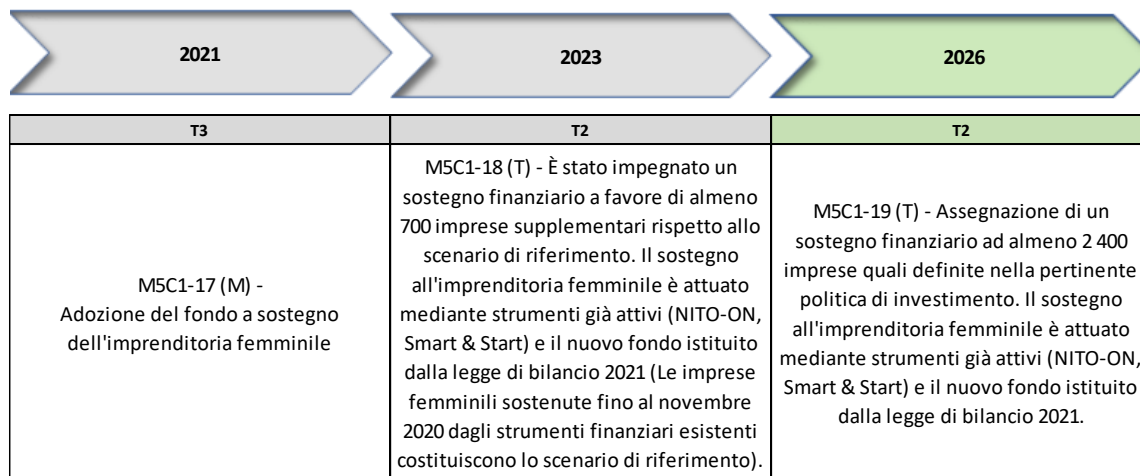 2021
2023
2026
T3
T2
T2
M5C1-17 (M) -
Adozione del fondo a sostegno
dell'imprenditoria femminile
M5C1-18 (T) - È stato impegnato un
sostegno finanziario a favore di almeno
700 imprese supplementari rispetto allo
scenario di riferimento. Il sostegno
all'imprenditoria femminile è attuato
mediante strumenti già attivi (NITO-ON,
Smart & Start) e il nuovo fondo istituito
dalla legge di bilancio 2021 (Le imprese
femminili sostenute fino al novembre
2020 dagli strumenti finanziari esistenti
costituiscono lo scenario di riferimento).
M5C1-19 (T) - Assegnazione di un
sostegno finanziario ad almeno 2 400
imprese quali definite nella pertinente
politica di investimento. Il sostegno
all'imprenditoria femminile è attuato
mediante strumenti già attivi (NITO-ON,
Smart & Start) e il nuovo fondo istituito
dalla legge di bilancio 2021.